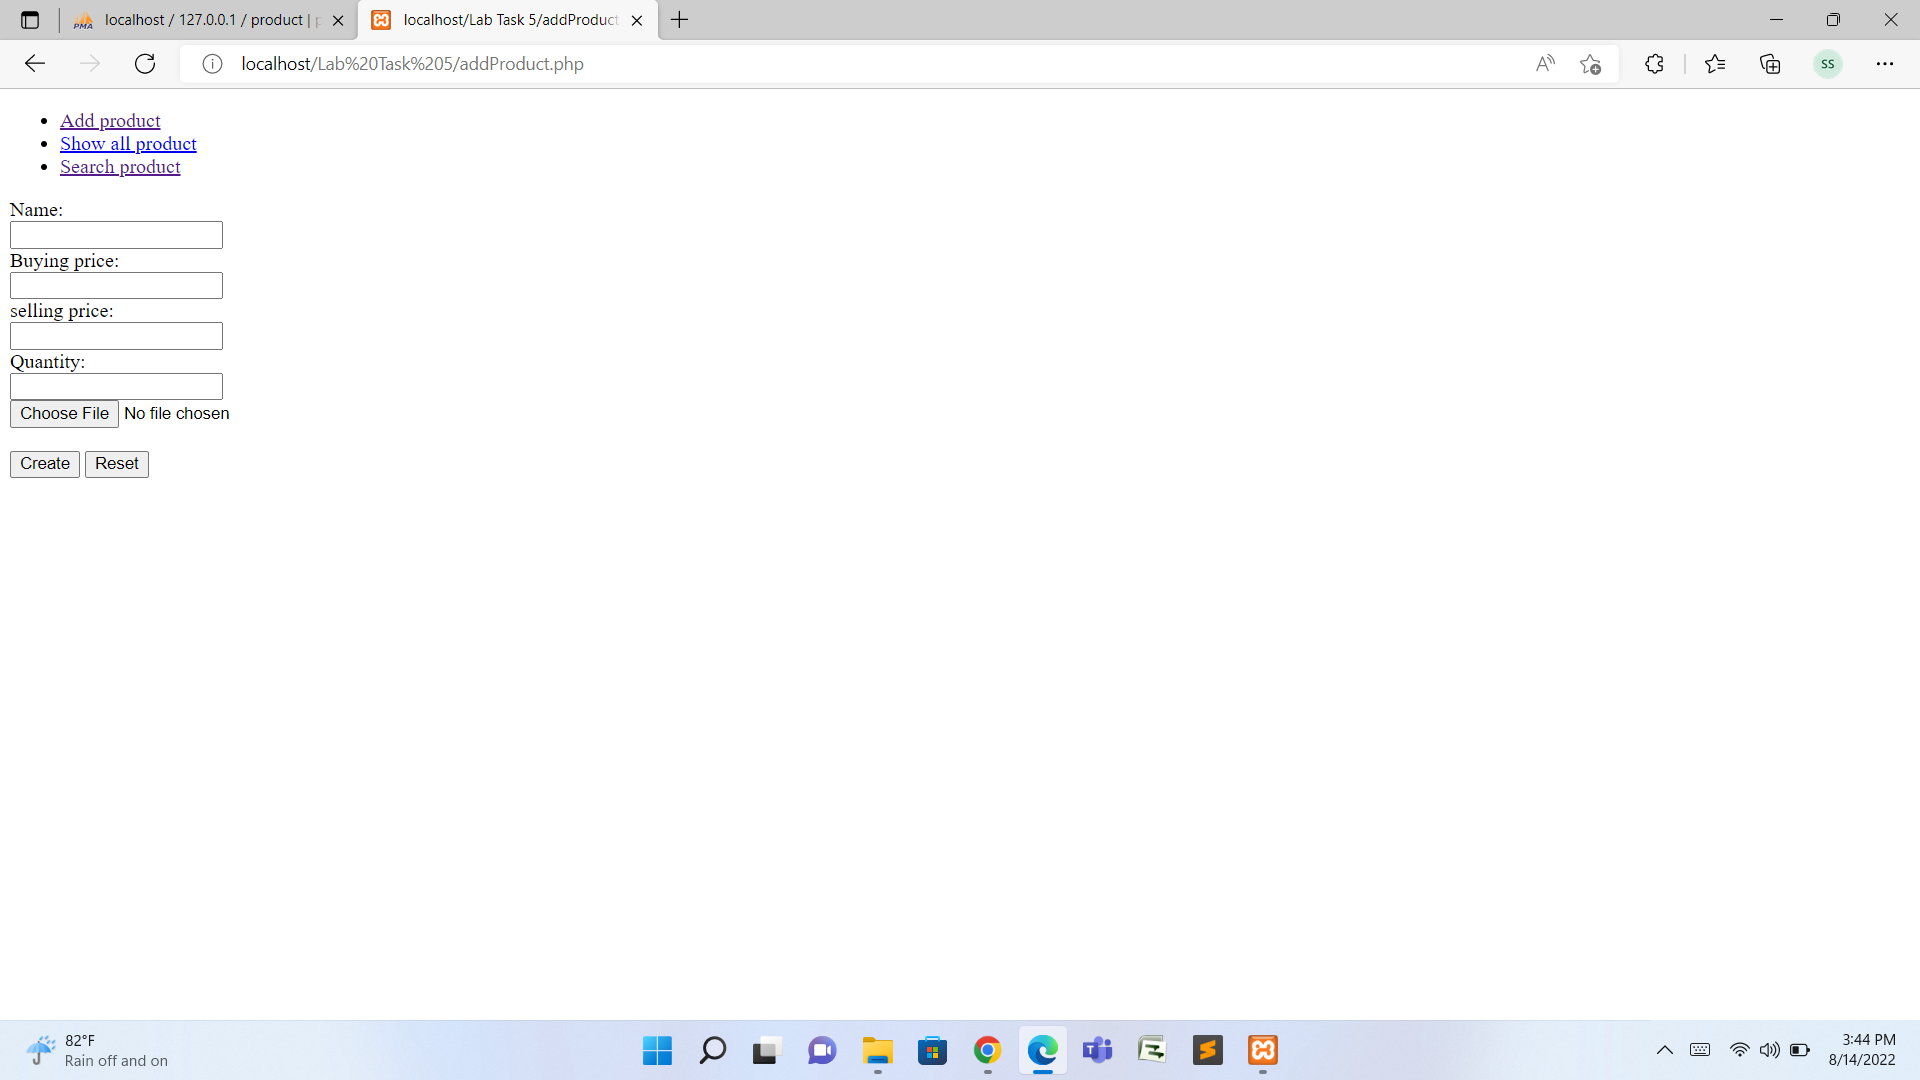 PMA
localhost / 127.0.0.1 / product |
localhost/Lab Task 5/addProduct
localhost/Lab%20Task%205/addProduct.php
SS
Add product
Show all product
Search product
Name:
Buying price:
selling price:
Quantity:
Choose File No file chosen
Create Reset
82°F
Rain off and on
3:44 PM
8/14/2022